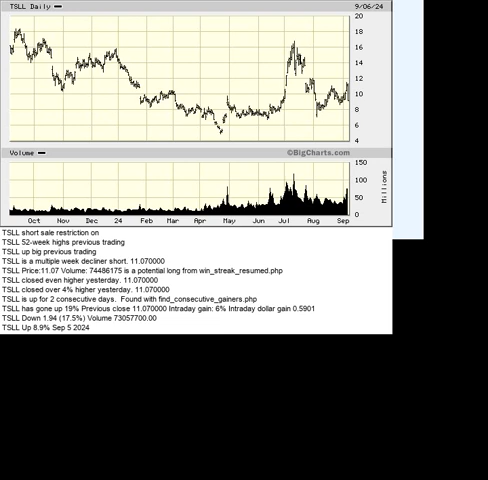 TSLL Daily 9/06/24
20
18
16
14
12
10
8
6
4
Volume ©BigCharts.com
150
100
50
0
Millions
Oct Nov Dec 24 Feb Mar Apr May Jun Jul Aug Sep
TSLL short sale restriction on
TSLL 52-week highs previous trading
TSLL up big previous trading
TSLL is a multiple week decliner short. 11.070000
TSLL Price:11.07 Volume: 74486175 is a potential long from win_streak_resumed.php
TSLL closed even higher yesterday. 11.070000
TSLL closed over 4% higher yesterday. 11.070000
TSLL is up for 2 consecutive days. Found with find_consecutive_gainers.php
TSLL has gone up 19% Previous close 11.070000 Intraday gain: 6% Intraday dollar gain 0.5901
TSLL Down 1.94 (17.5%) Volume 73057700.00
TSLL Up 8.9% Sep 5 2024